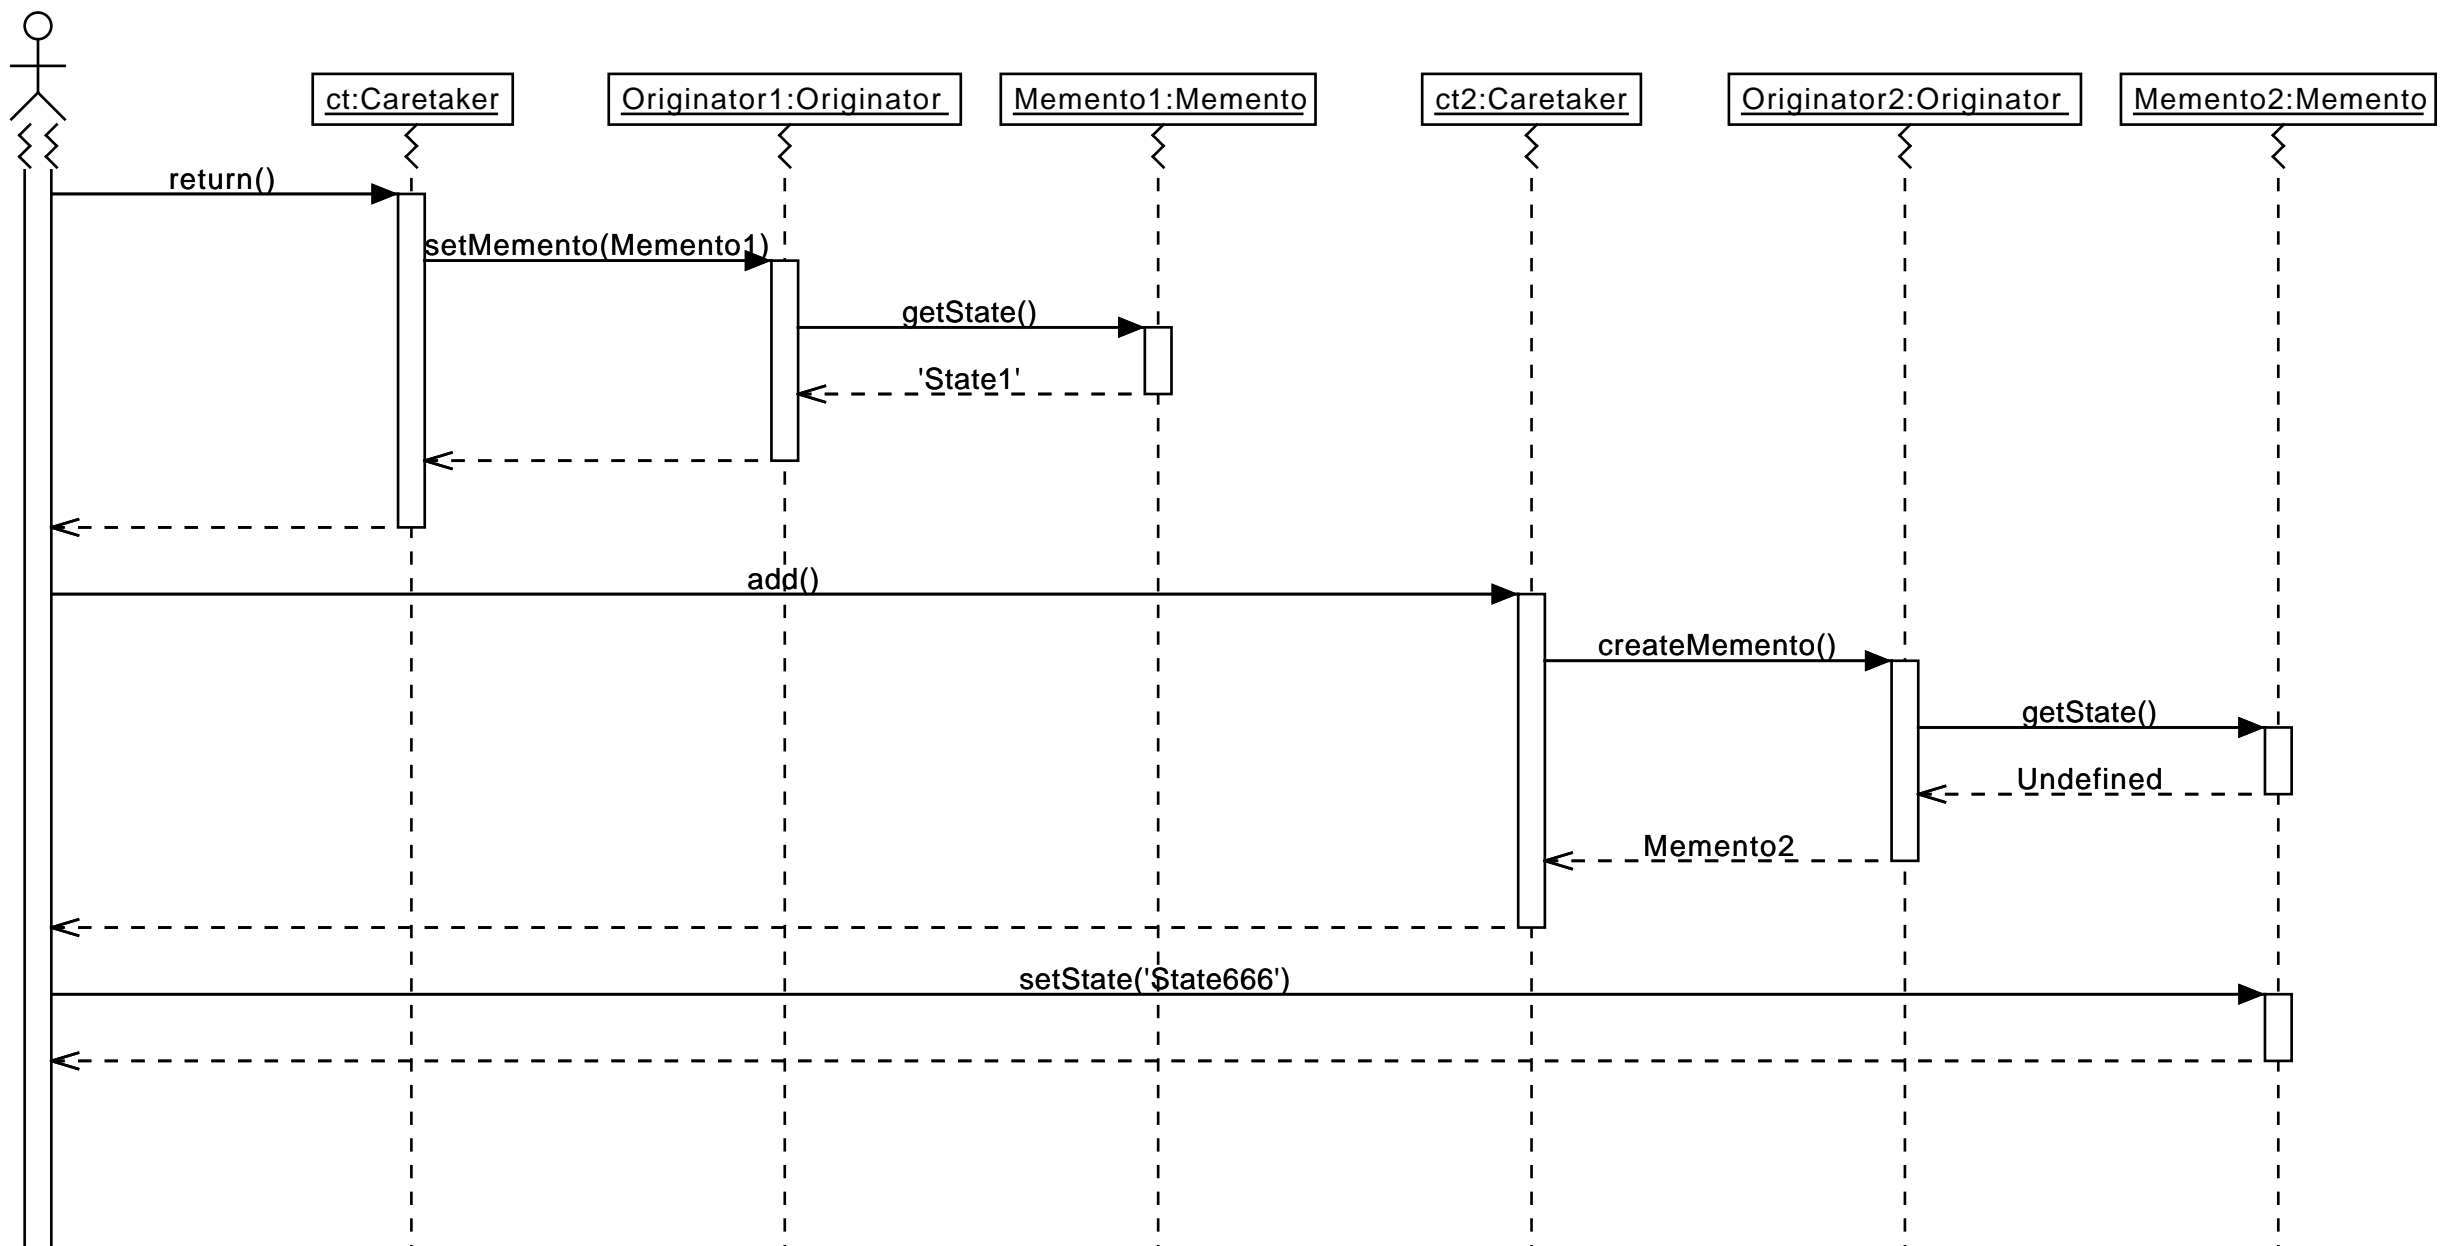 ct:Caretaker
Originator1:Originator
Memento1:Memento
ct2:Caretaker
Originator2:Originator
Memento2:Memento
return()
setMemento(Memento1)
getState()
'State1'
add()
createMemento()
getState()
Undefined
Memento2
setState('State666')